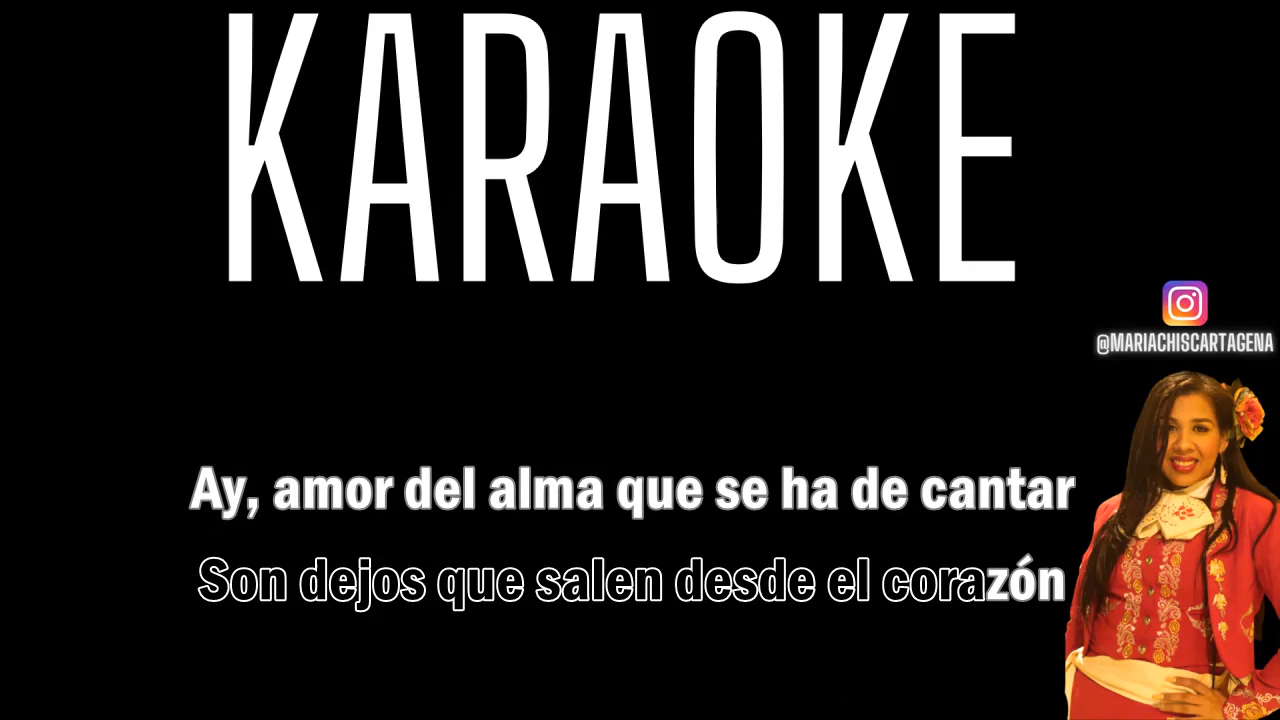 KARAOKE
@MARIACHISCARTAGENA
Ay, amor del alma que se ha de cantar
Son dejos que salen desde el corazón